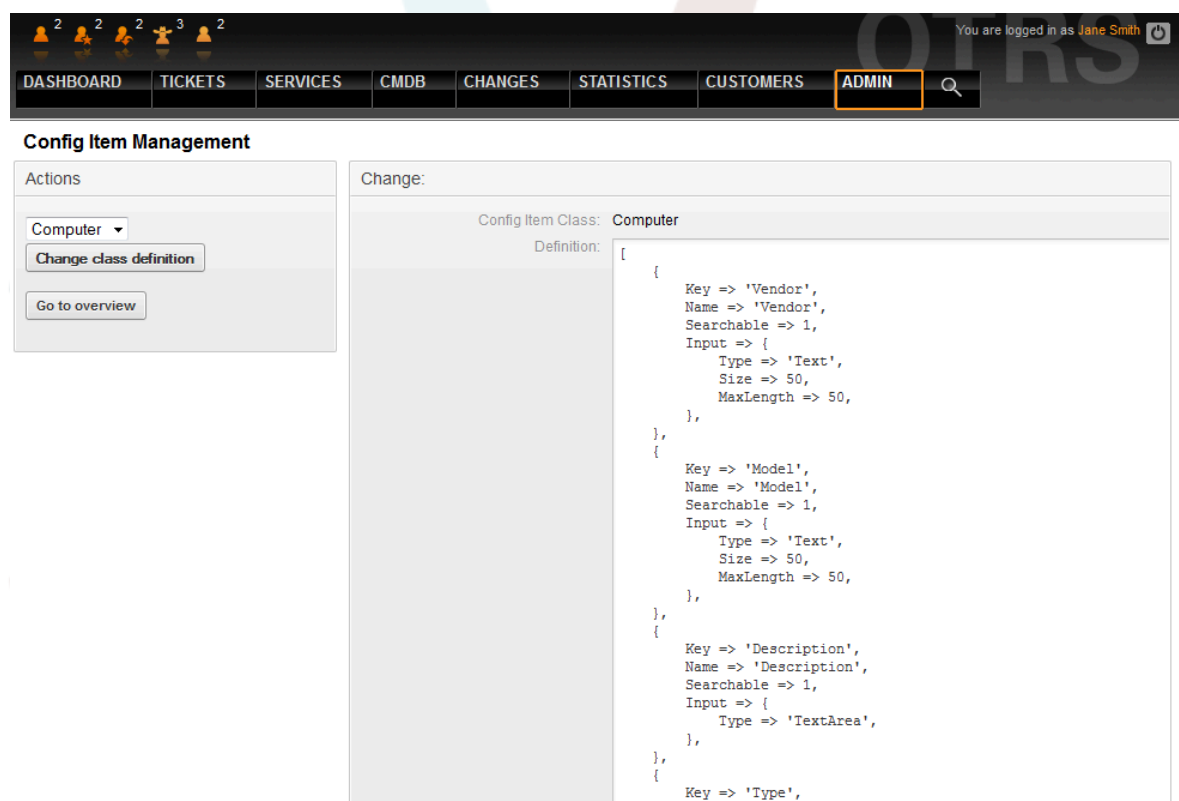 2 2 2 3 2
OTRS
You are logged in as Jane Smith
DASHBOARD TICKETS SERVICES CMDB CHANGES STATISTICS CUSTOMERS ADMIN
Config Item Management
Actions
Computer
Change class definition
Go to overview
Change:
Config Item Class: Computer
Definition:
[
    {
        Key => 'Vendor',
        Name => 'Vendor',
        Searchable => 1,
        Input => {
            Type => 'Text',
            Size => 50,
            MaxLength => 50,
        },
    },
    {
        Key => 'Model',
        Name => 'Model',
        Searchable => 1,
        Input => {
            Type => 'Text',
            Size => 50,
            MaxLength => 50,
        },
    },
    {
        Key => 'Description',
        Name => 'Description',
        Searchable => 1,
        Input => {
            Type => 'TextArea',
        },
    },
    {
        Key => 'Type',